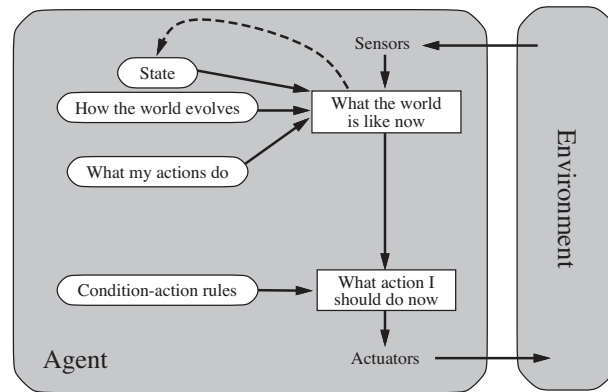 Sensors
State
How the world evolves
What the world
is like now
What my actions do
Condition-action rules
What action I
should do now
Agent
Actuators
Environment